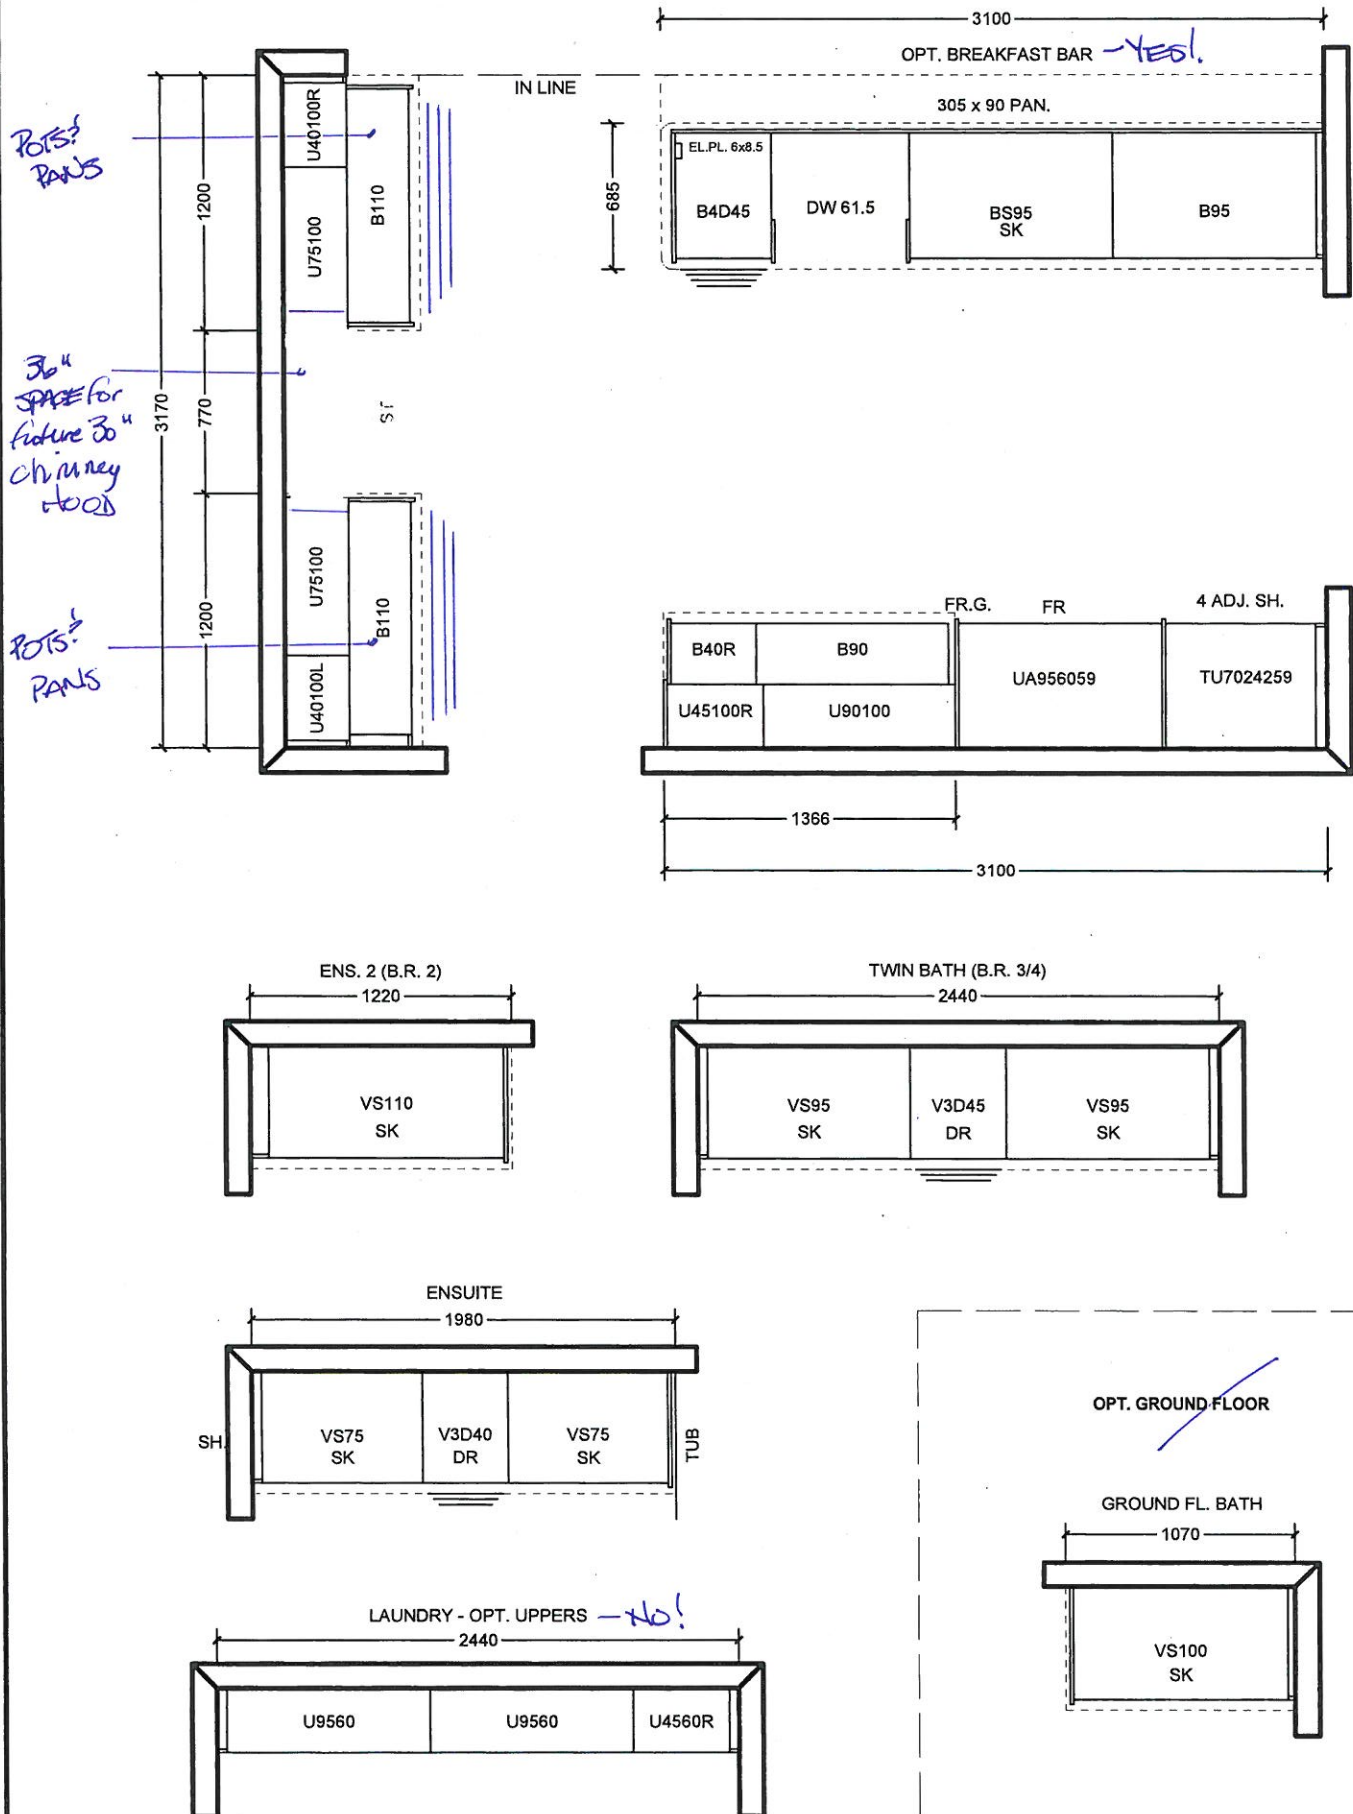 3100
OPT. BREAKFAST BAR - YES!
IN LINE
305 x 90 PAN.
POTS &
PANS
U40100R
U75100
B110
1200
685
EL.PL. 6x8.5
B4D45
DW 61.5
BS95
SK
B95
36"
SPACE for
future 30"
chimney
HOOD
3170
770
ST
POTS &
PANS
U75100
U40100L
B110
1200
FR.G.
FR
4 ADJ. SH.
B40R
B90
UA956059
TU7024259
U45100R
U90100
1366
3100
ENS. 2 (B.R. 2)
1220
VS110
SK
TWIN BATH (B.R. 3/4)
2440
VS95
SK
V3D45
DR
VS95
SK
ENSUITE
1980
SH.
VS75
SK
V3D40
DR
VS75
SK
TUB
OPT. GROUND FLOOR
GROUND FL. BATH
1070
VS100
SK
LAUNDRY - OPT. UPPERS - NO!
2440
U9560
U9560
U4560R